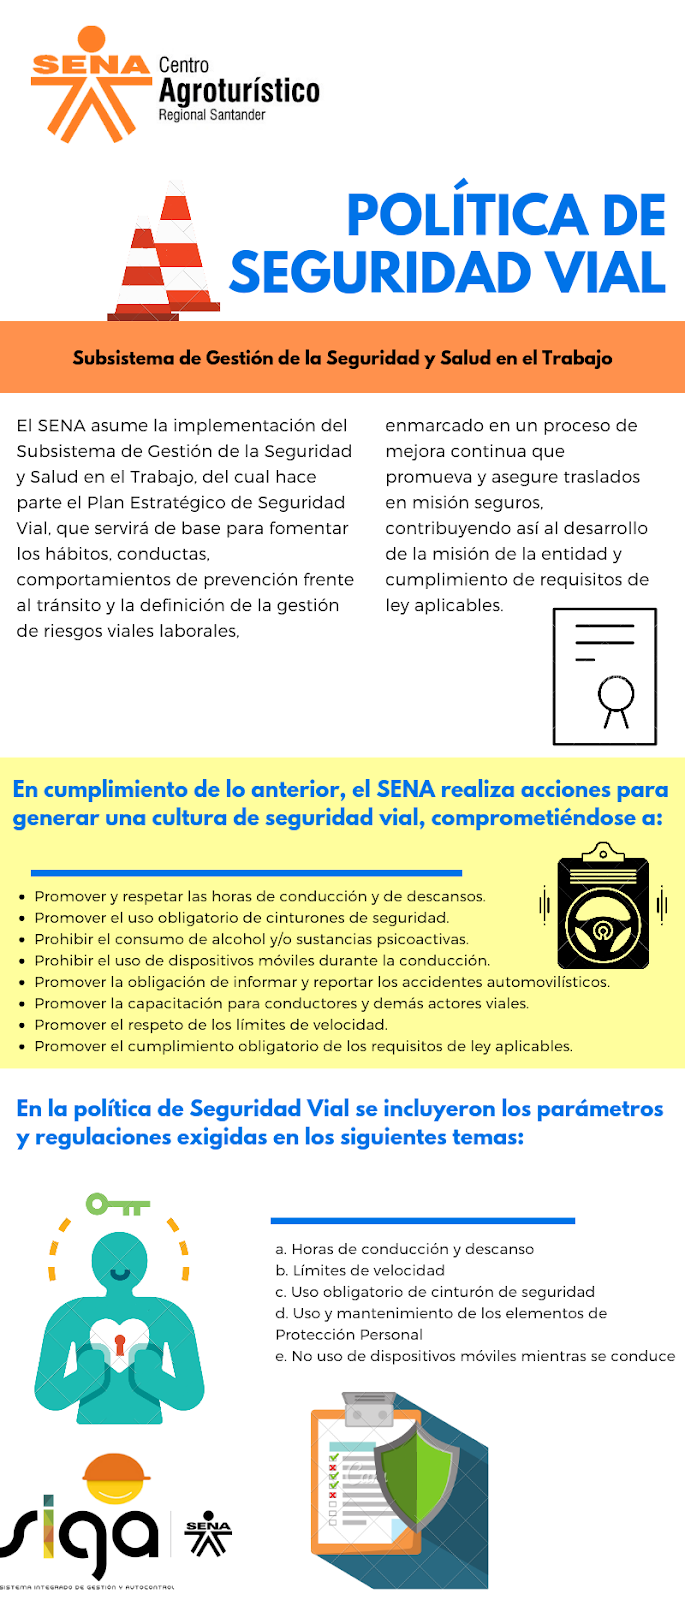 SENA
Centro
Agroturístico
Regional Santander
POLÍTICA DE
SEGURIDAD VIAL
Subsistema de Gestión de la Seguridad y Salud en el Trabajo
El SENA asume la implementación del
Subsistema de Gestión de la Seguridad
y Salud en el Trabajo, del cual hace
parte el Plan Estratégico de Seguridad
Vial, que servirá de base para fomentar
los hábitos, conductas,
comportamientos de prevención frente
al tránsito y la definición de la gestión
de riesgos viales laborales,
enmarcado en un proceso de
mejora continua que
promueva y asegure traslados
en misión seguros,
contribuyendo así al desarrollo
de la misión de la entidad y
cumplimiento de requisitos de
ley aplicables.
En cumplimiento de lo anterior, el SENA realiza acciones para
generar una cultura de seguridad vial, comprometiéndose a:
• Promover y respetar las horas de conducción y de descansos.
• Promover el uso obligatorio de cinturones de seguridad.
• Prohibir el consumo de alcohol y/o sustancias psicoactivas.
• Prohibir el uso de dispositivos móviles durante la conducción.
• Promover la obligación de informar y reportar los accidentes automovilísticos.
• Promover la capacitación para conductores y demás actores viales.
• Promover el respeto de los límites de velocidad.
• Promover el cumplimiento obligatorio de los requisitos de ley aplicables.
En la política de Seguridad Vial se incluyeron los parámetros
y regulaciones exigidas en los siguientes temas:
a. Horas de conducción y descanso
b. Límites de velocidad
c. Uso obligatorio de cinturón de seguridad
d. Uso y mantenimiento de los elementos de
Protección Personal
e. No uso de dispositivos móviles mientras se conduce
siga
SENA
SISTEMA INTEGRADO DE GESTIÓN Y AUTOCONTROL